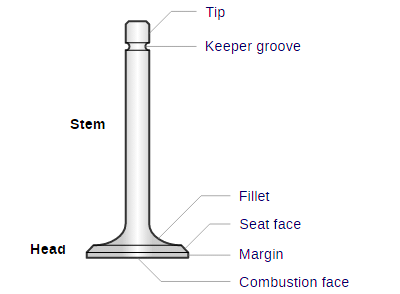 Tip
Keeper groove
Stem
Fillet
Seat face
Head
Margin
Combustion face